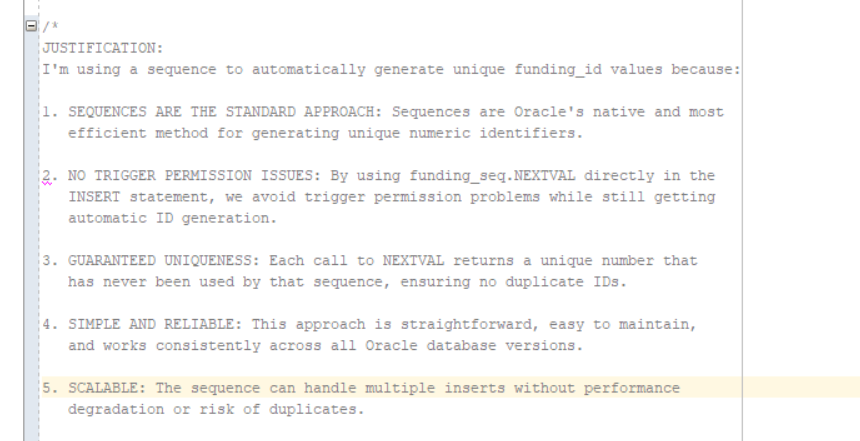 /*
JUSTIFICATION:
I'm using a sequence to automatically generate unique funding_id values because:
1. SEQUENCES ARE THE STANDARD APPROACH: Sequences are Oracle's native and most
efficient method for generating unique numeric identifiers.
2. NO TRIGGER PERMISSION ISSUES: By using funding_seq.NEXTVAL directly in the
INSERT statement, we avoid trigger permission problems while still getting
automatic ID generation.
3. GUARANTEED UNIQUENESS: Each call to NEXTVAL returns a unique number that
has never been used by that sequence, ensuring no duplicate IDs.
4. SIMPLE AND RELIABLE: This approach is straightforward, easy to maintain,
and works consistently across all Oracle database versions.
5. SCALABLE: The sequence can handle multiple inserts without performance
degradation or risk of duplicates.